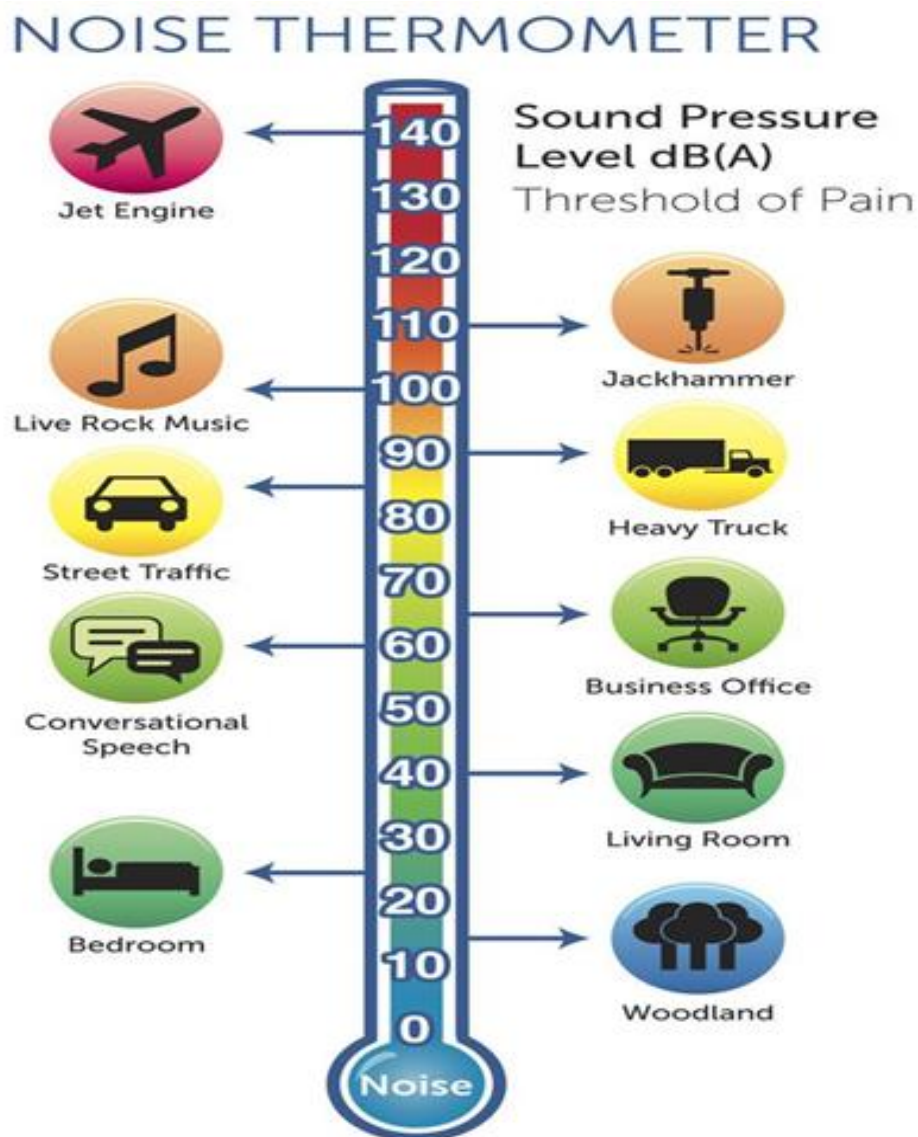 NOISE THERMOMETER
Sound Pressure
Level dB(A)
Threshold of Pain
140
Jet Engine
130
120
110
Jackhammer
100
Live Rock Music
90
Heavy Truck
80
Street Traffic
70
Business Office
60
Conversational
Speech
50
40
Living Room
30
20
Bedroom
10
Woodland
0
Noise